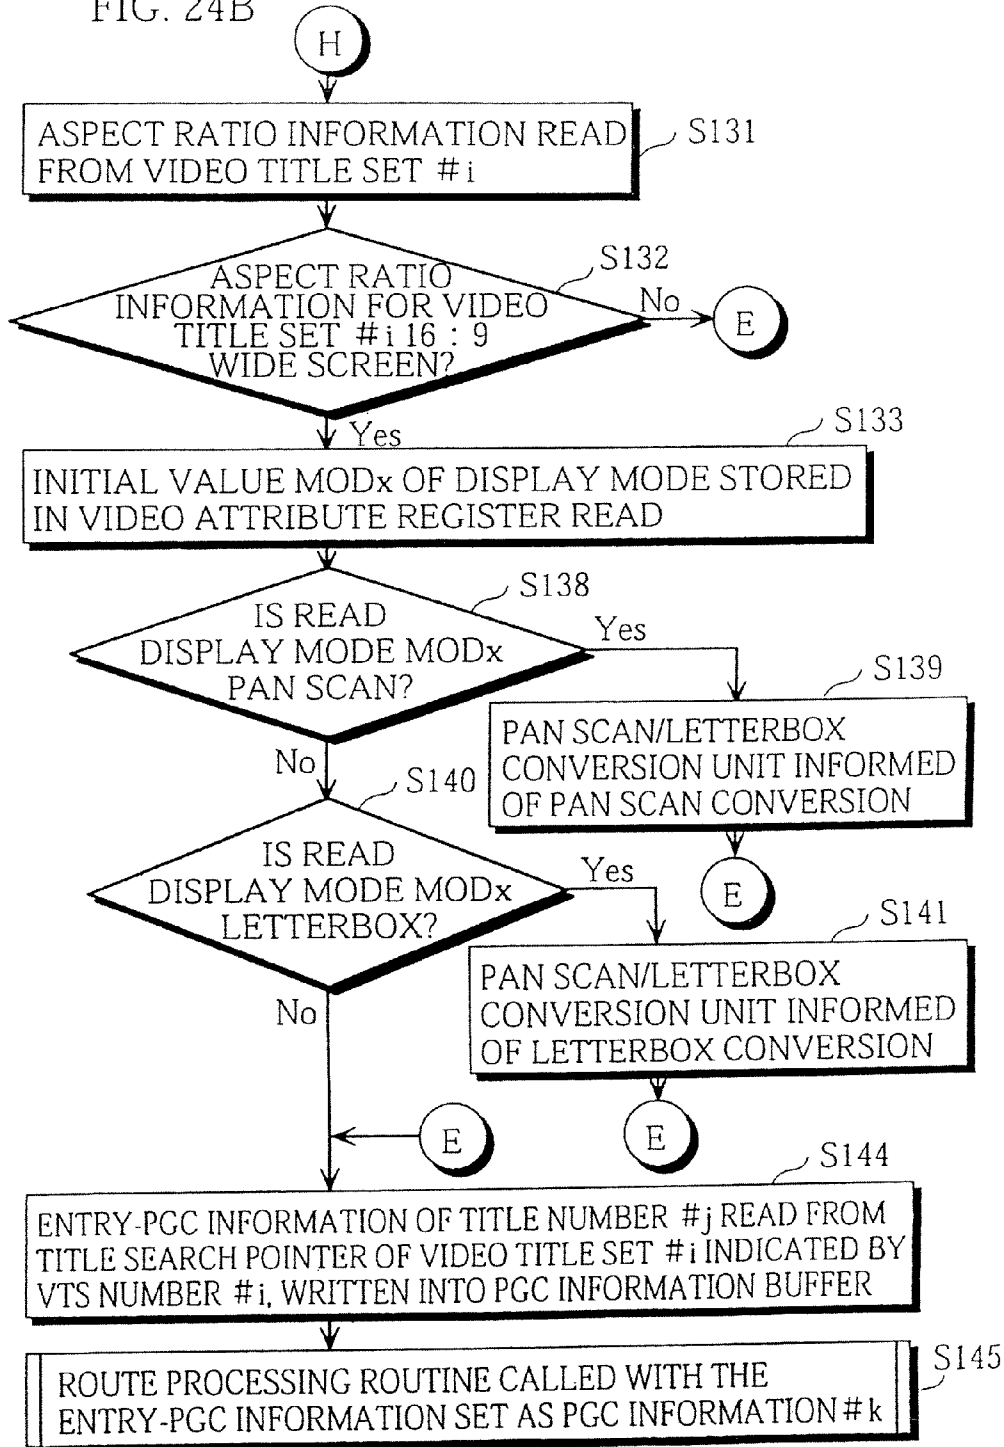 FIG. 24B
H
ASPECT RATIO INFORMATION READ
FROM VIDEO TITLE SET #i
S131
ASPECT RATIO
INFORMATION FOR VIDEO
TITLE SET #i 16 : 9
WIDE SCREEN?
S132
No
E
Yes
S133
INITIAL VALUE MODx OF DISPLAY MODE STORED
IN VIDEO ATTRIBUTE REGISTER READ
S138
IS READ
DISPLAY MODE MODx
PAN SCAN?
Yes
S139
PAN SCAN/LETTERBOX
CONVERSION UNIT INFORMED
OF PAN SCAN CONVERSION
E
No
S140
IS READ
DISPLAY MODE MODx
LETTERBOX?
Yes
S141
PAN SCAN/LETTERBOX
CONVERSION UNIT INFORMED
OF LETTERBOX CONVERSION
E
No
E
S144
ENTRY-PGC INFORMATION OF TITLE NUMBER #j READ FROM
TITLE SEARCH POINTER OF VIDEO TITLE SET #i INDICATED BY
VTS NUMBER #i, WRITTEN INTO PGC INFORMATION BUFFER
S145
ROUTE PROCESSING ROUTINE CALLED WITH THE
ENTRY-PGC INFORMATION SET AS PGC INFORMATION #k